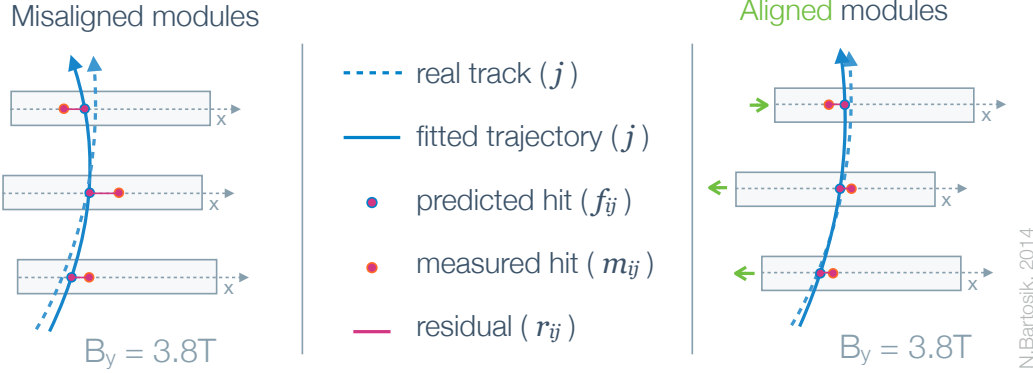 Misaligned modules
Aligned modules
real track ( j )
fitted trajectory ( j )
predicted hit ( fij )
measured hit ( mij )
residual ( rij )
x
x
x
By = 3.8T
x
x
x
By = 3.8T
N.Bartosik, 2014